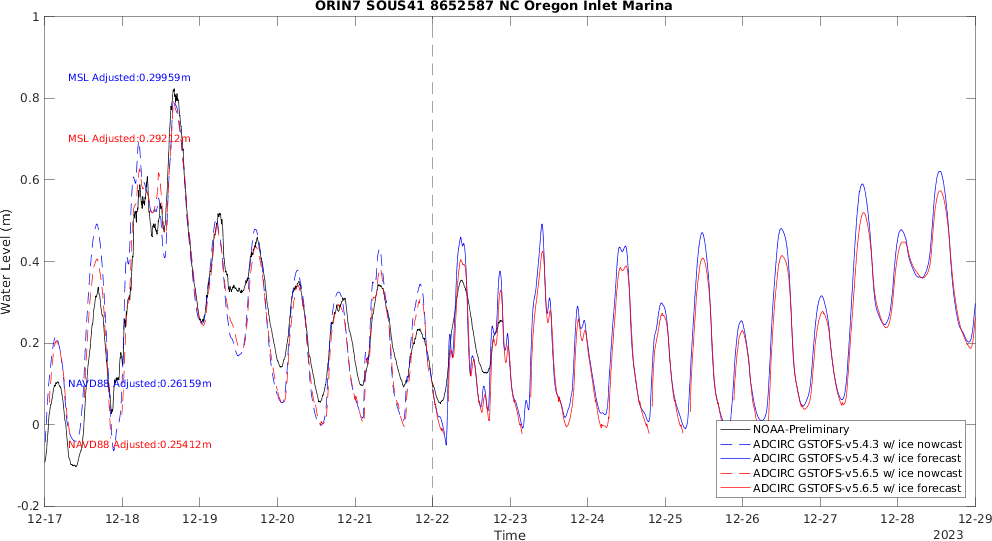 ORIN7 SOUS41 8652587 NC Oregon Inlet Marina
Water Level (m)
1
0.8
0.6
0.4
0.2
0
-0.2
MSL Adjusted:0.29959m
MSL Adjusted:0.29212m
NAVD88 Adjusted:0.26159m
NAVD88 Adjusted:0.25412m
NOAA-Preliminary
ADCIRC GSTOFS-v5.4.3 w/ ice nowcast
ADCIRC GSTOFS-v5.4.3 w/ ice forecast
ADCIRC GSTOFS-v5.6.5 w/ ice nowcast
ADCIRC GSTOFS-v5.6.5 w/ ice forecast
12-17 12-18 12-19 12-20 12-21 12-22 12-23 12-24 12-25 12-26 12-27 12-28 12-29
Time
2023